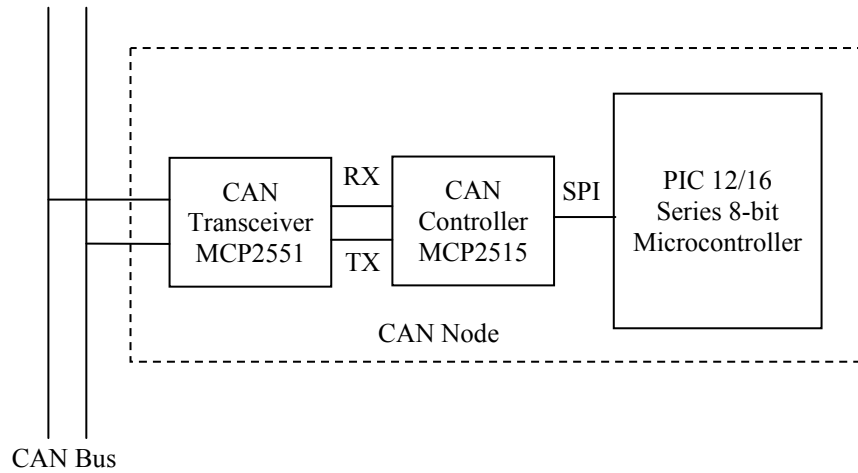 CAN
Transceiver
MCP2551
RX
TX
CAN
Controller
MCP2515
SPI
PIC 12/16
Series 8-bit
Microcontroller
CAN Node
CAN Bus